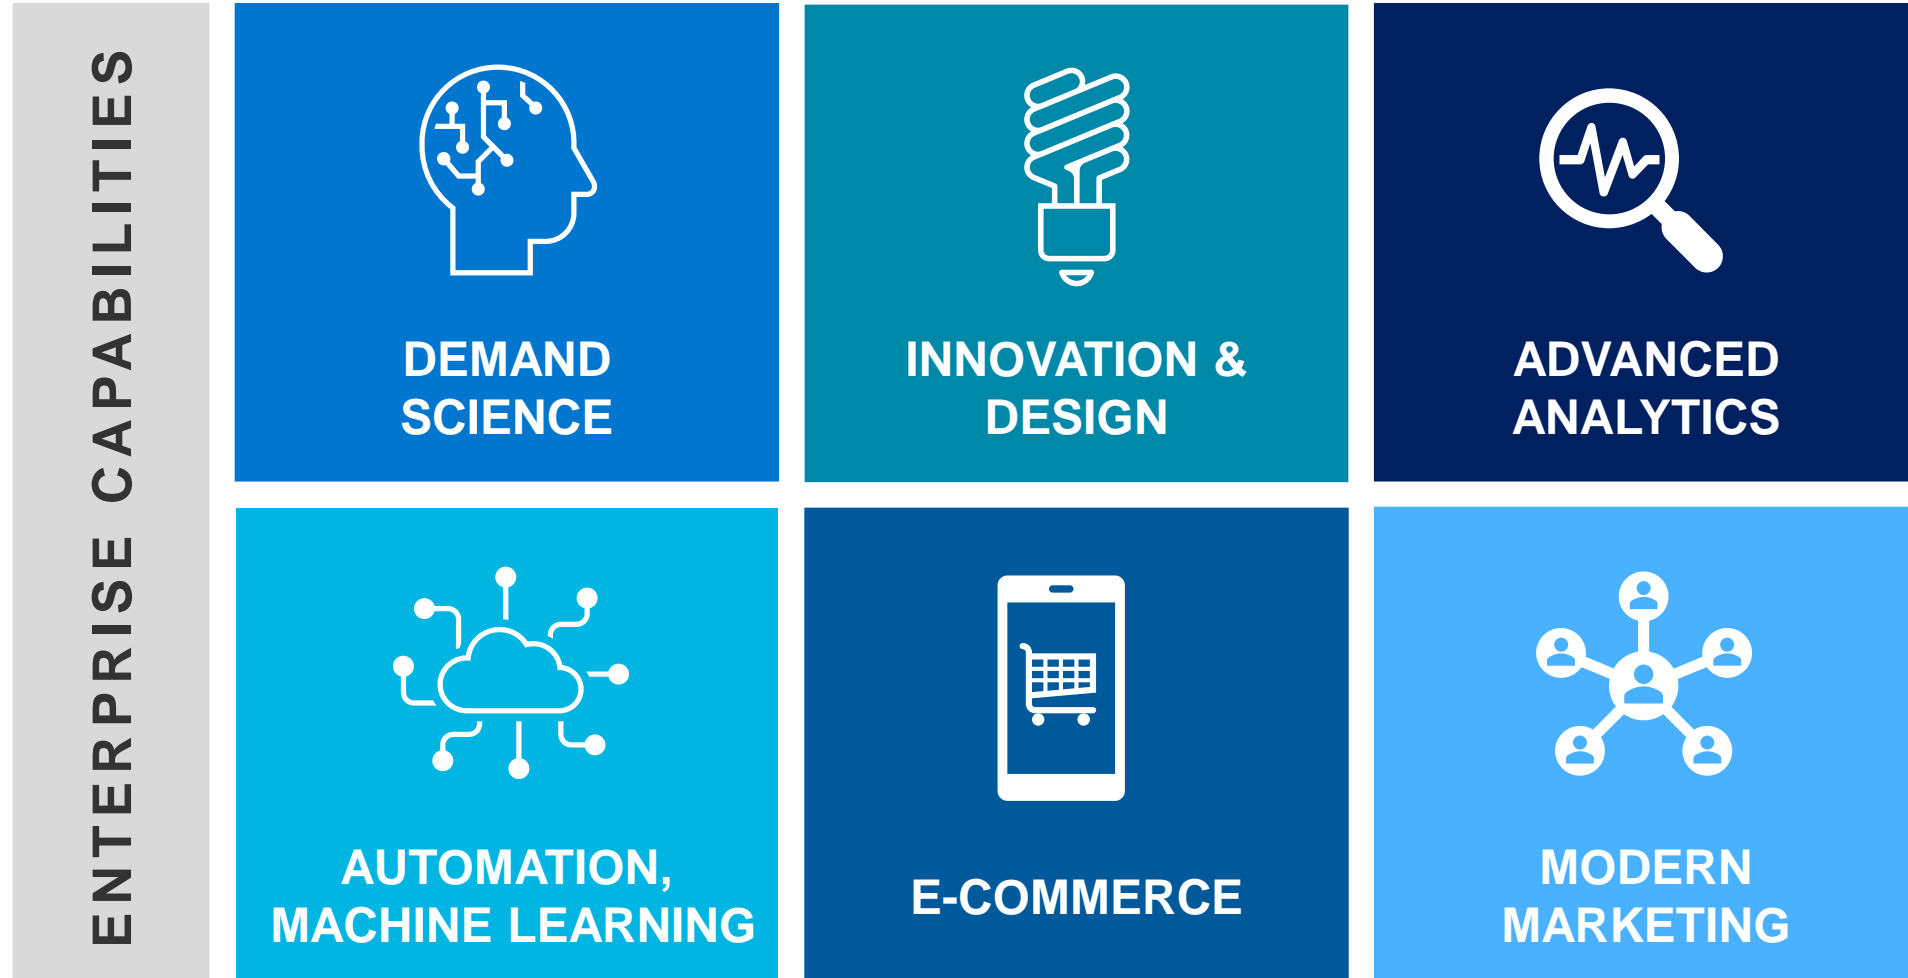 ENTERPRISE CAPABILITIES
DEMAND
SCIENCE
INNOVATION &
DESIGN
ADVANCED
ANALYTICS
AUTOMATION,
MACHINE LEARNING
E-COMMERCE
MODERN
MARKETING